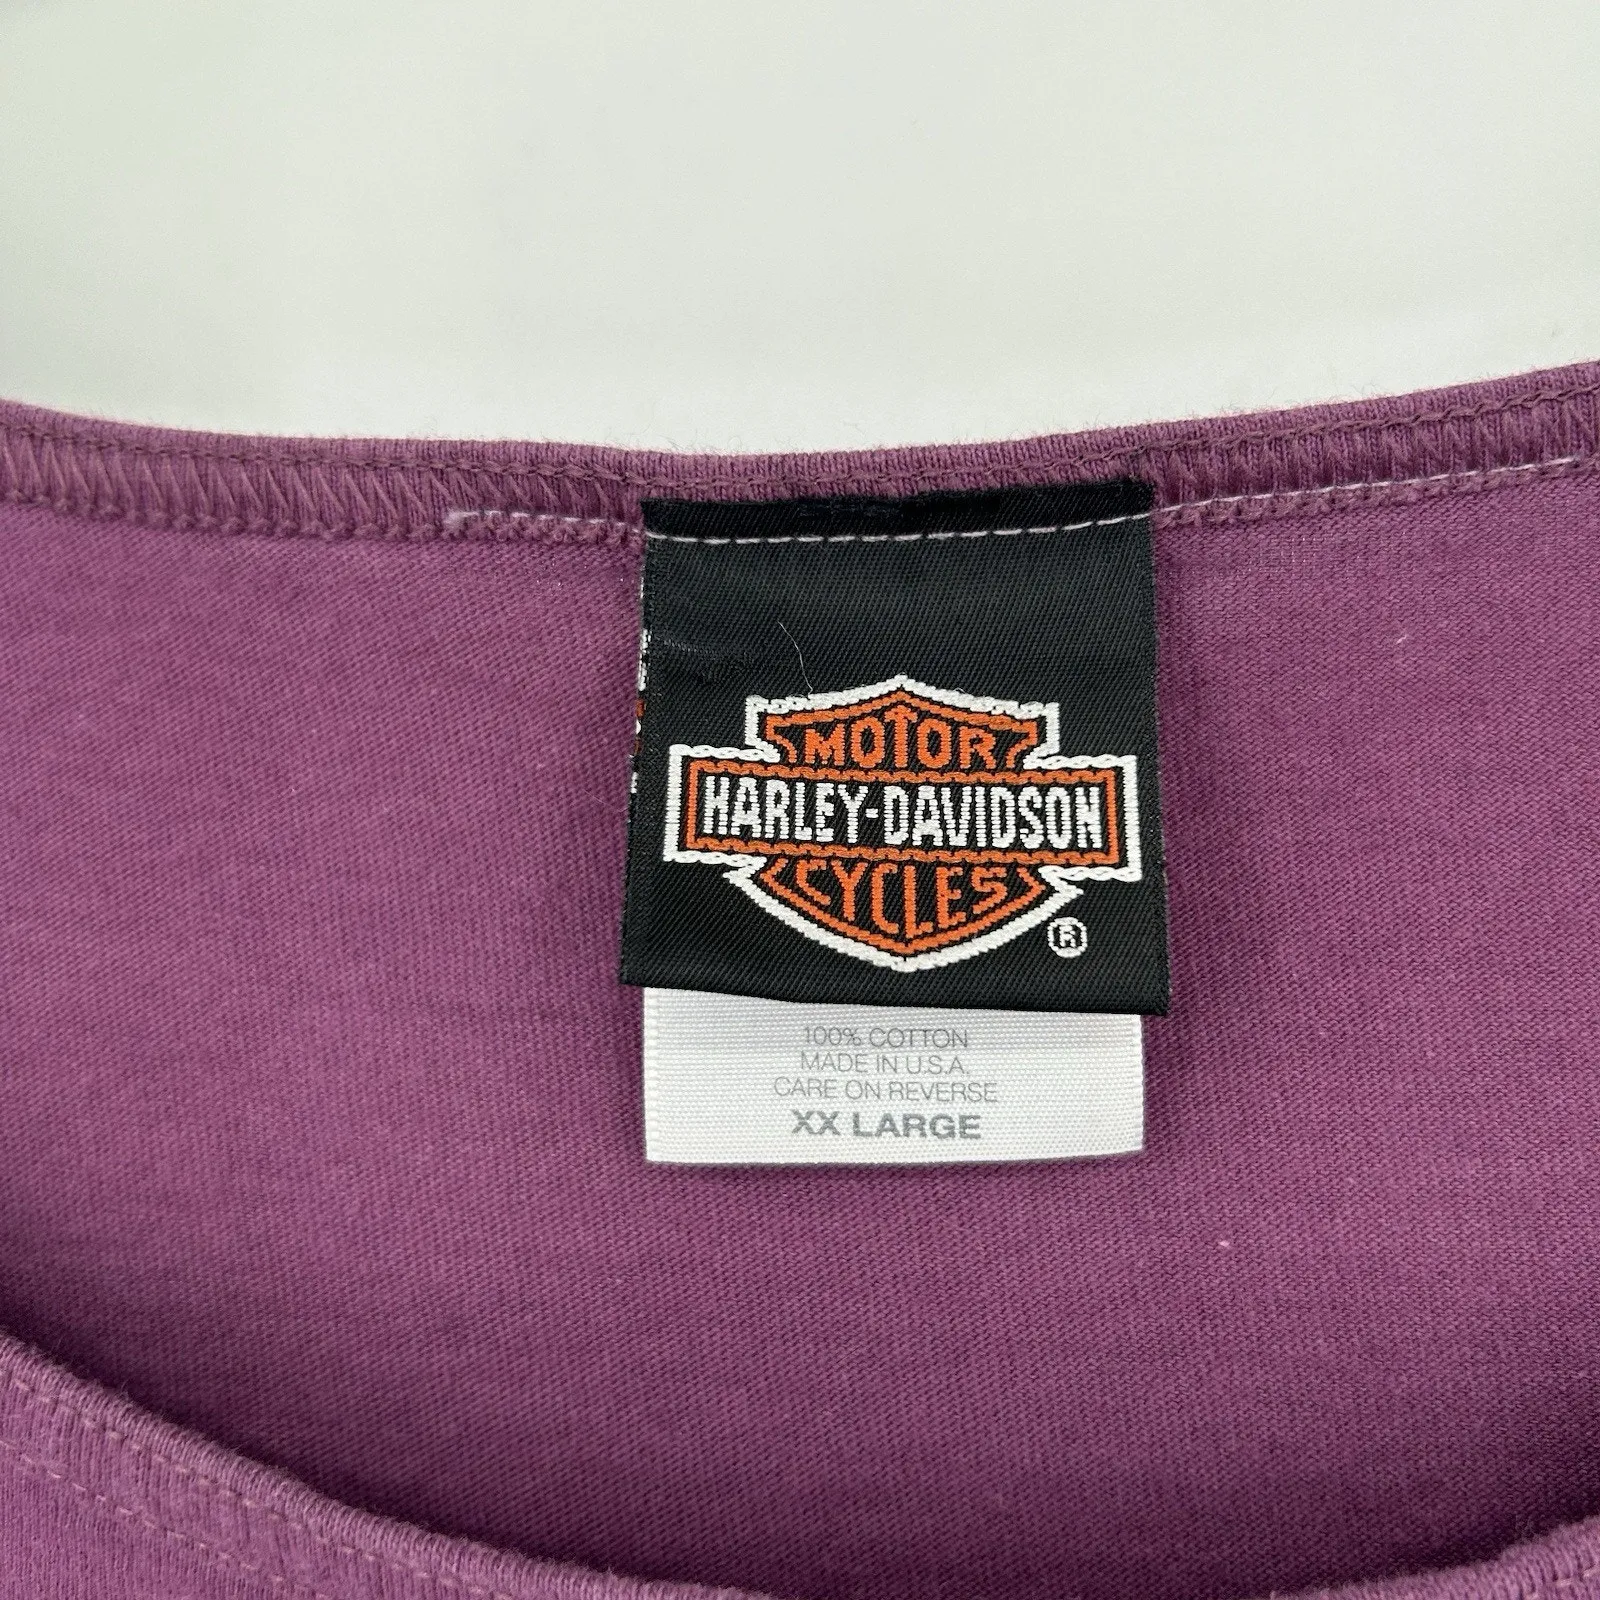 MOTOR
HARLEY-DAVIDSON
CYCLES
®
100% COTTON
MADE IN U.S.A.
CARE ON REVERSE
XX LARGE